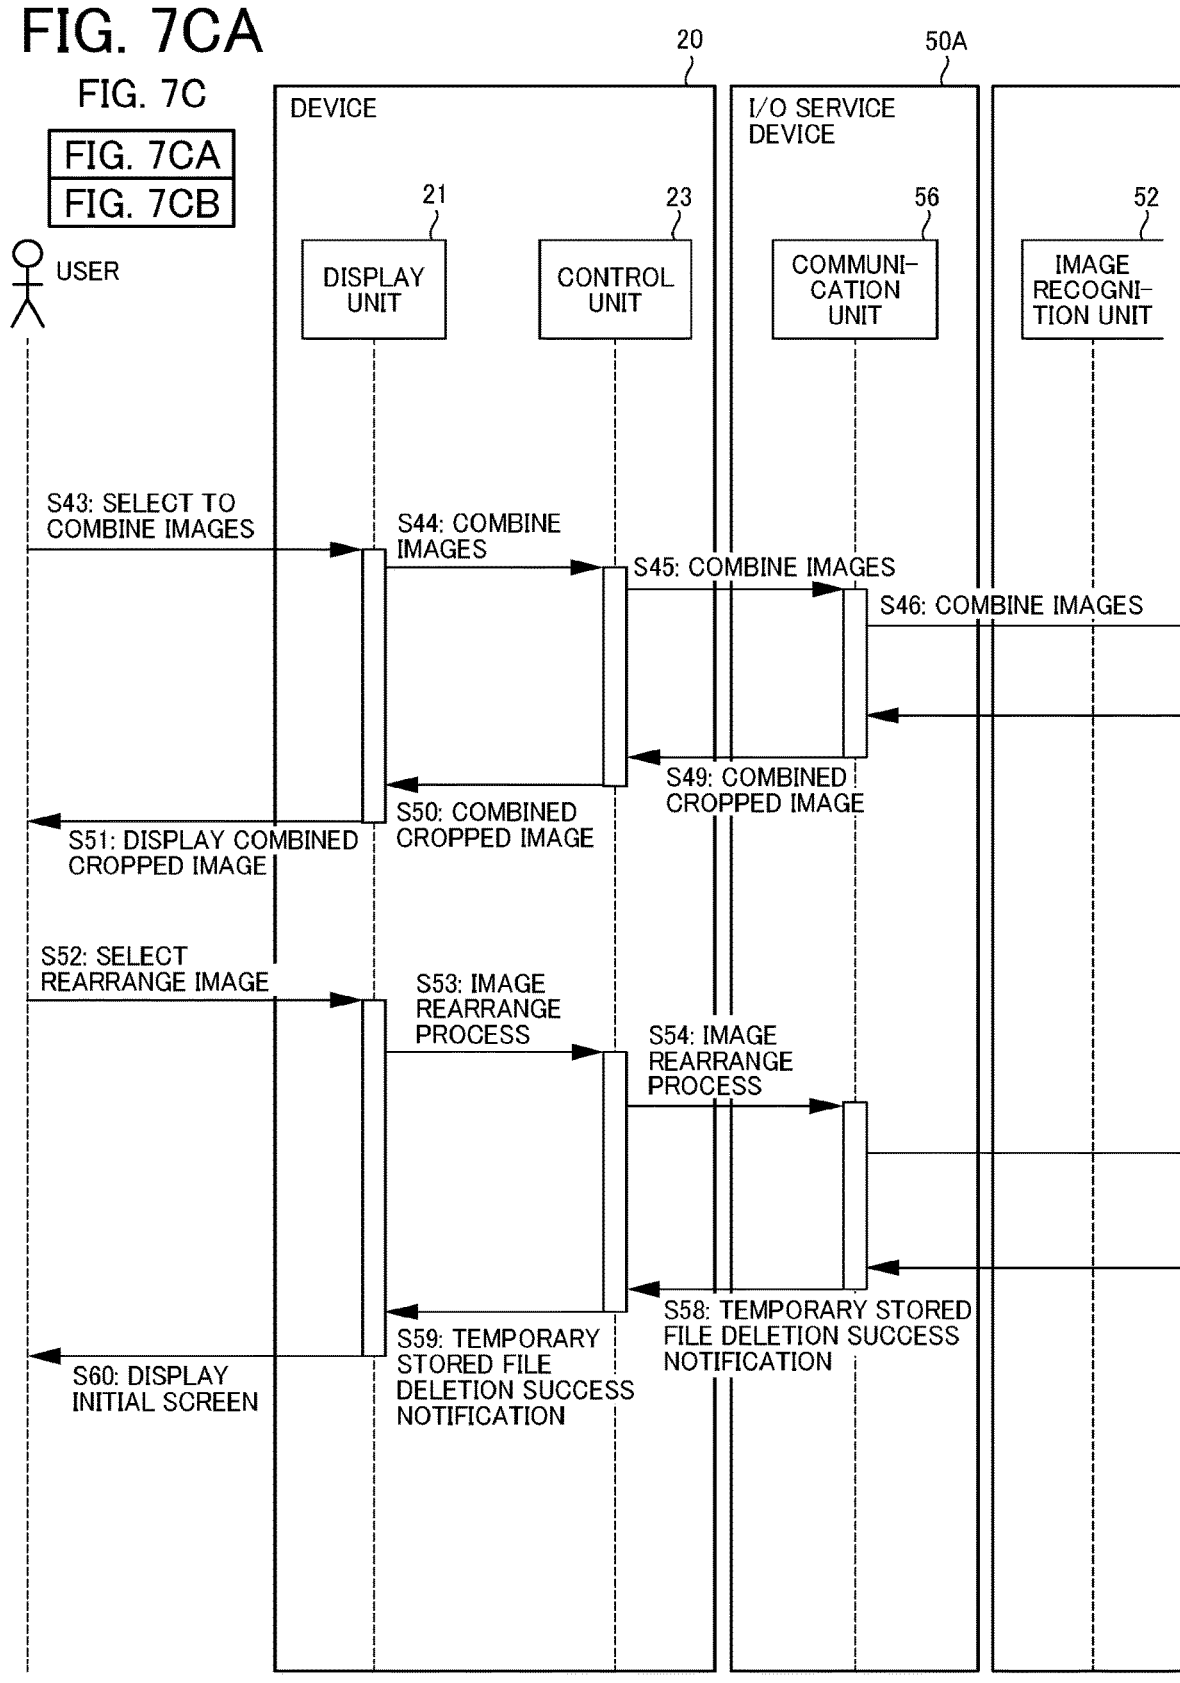 FIG. 7CA
FIG. 7C
FIG. 7CA
FIG. 7CB
20
50A
DEVICE
I/O SERVICE
DEVICE
21
23
56
52
USER
DISPLAY
UNIT
CONTROL
UNIT
COMMUNI-
CATION
UNIT
IMAGE
RECOGNI-
TION UNIT
S43: SELECT TO
COMBINE IMAGES
S44: COMBINE
IMAGES
S45: COMBINE IMAGES
S46: COMBINE IMAGES
S49: COMBINED
CROPPED IMAGE
S50: COMBINED
CROPPED IMAGE
S51: DISPLAY COMBINED
CROPPED IMAGE
S52: SELECT
REARRANGE IMAGE
S53: IMAGE
REARRANGE
PROCESS
S54: IMAGE
REARRANGE
PROCESS
S58: TEMPORARY STORED
FILE DELETION SUCCESS
NOTIFICATION
S59: TEMPORARY
STORED FILE
DELETION SUCCESS
NOTIFICATION
S60: DISPLAY
INITIAL SCREEN